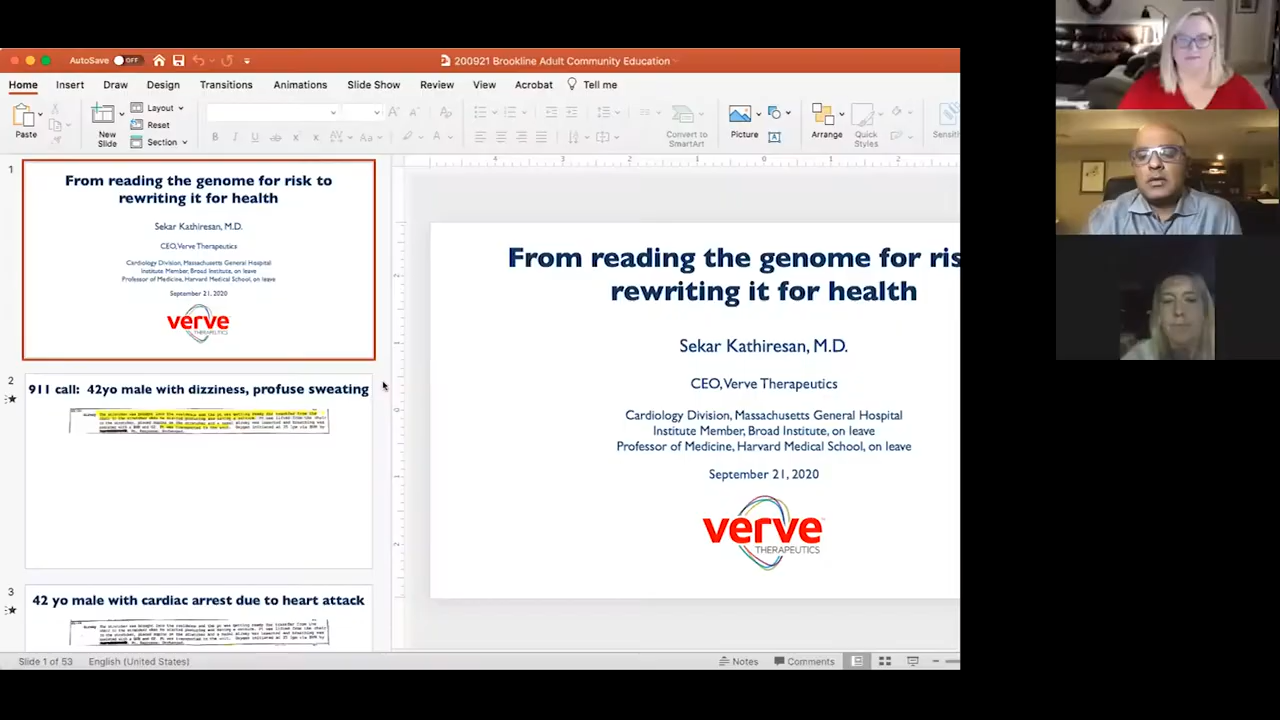 AutoSave OFF
200921 Brookline Adult Community Education
Home Insert Draw Design Transitions Animations Slide Show Review View Acrobat Tell me
Paste
New Slide
Layout
Reset
Section
Convert to SmartArt
Picture
Arrange
Quick Styles
1
From reading the genome for risk to
rewriting it for health
Sekar Kathiresan, M.D.
CEO, Verve Therapeutics
Cardiology Division, Massachusetts General Hospital
Institute Member, Broad Institute, on leave
Professor of Medicine, Harvard Medical School, on leave
September 21, 2020
verve
THERAPEUTICS
2
911 call: 42yo male with dizziness, profuse sweating
3
42 yo male with cardiac arrest due to heart attack
From reading the genome for ris
rewriting it for health
Sekar Kathiresan, M.D.
CEO, Verve Therapeutics
Cardiology Division, Massachusetts General Hospital
Institute Member, Broad Institute, on leave
Professor of Medicine, Harvard Medical School, on leave
September 21, 2020
verve
THERAPEUTICS
Slide 1 of 53 English (United States)
Notes Comments